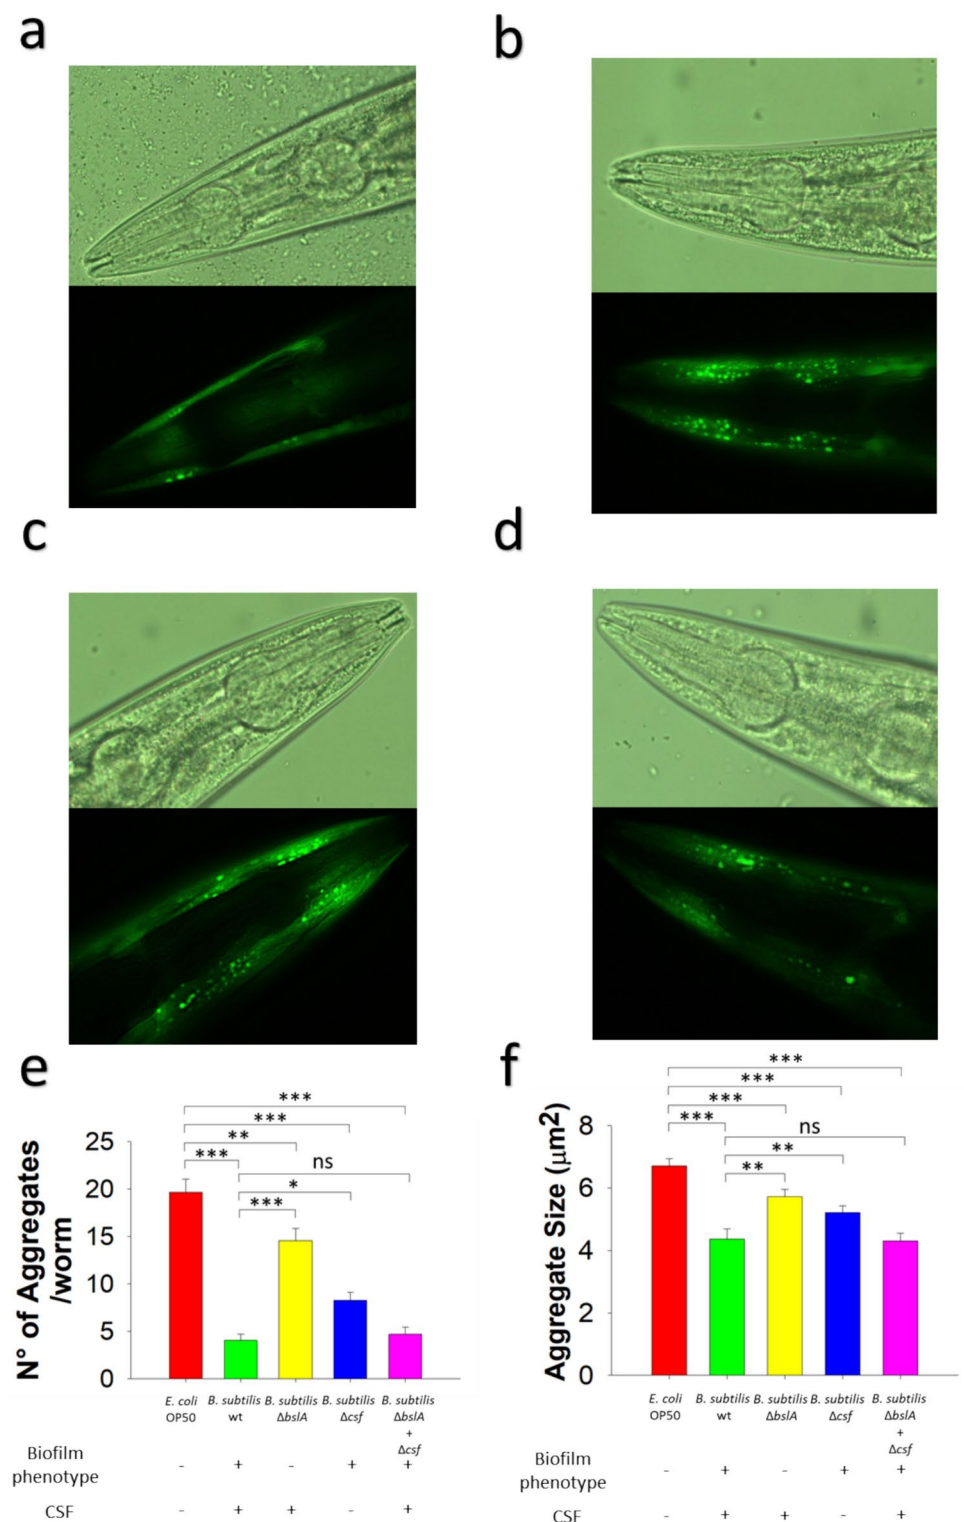 a
b
c
d
e
***
***
**
***
ns
*
***
25
20
15
10
5
0
N° of Aggregates
/worm
E. coli
OP50
B. subtilis
wt
B. subtilis
ΔbslA
B. subtilis
Δcsf
B. subtilis
ΔbslA
+
Δcsf
Biofilm
phenotype
- + - + +
CSF
- + + - +
f
***
***
***
***
ns
**
**
8
6
4
2
0
Aggregate Size (μm2)
E. coli
OP50
B. subtilis
wt
B. subtilis
ΔbslA
B. subtilis
Δcsf
B. subtilis
ΔbslA
+
Δcsf
Biofilm
phenotype
- + - + +
CSF
- + + - +